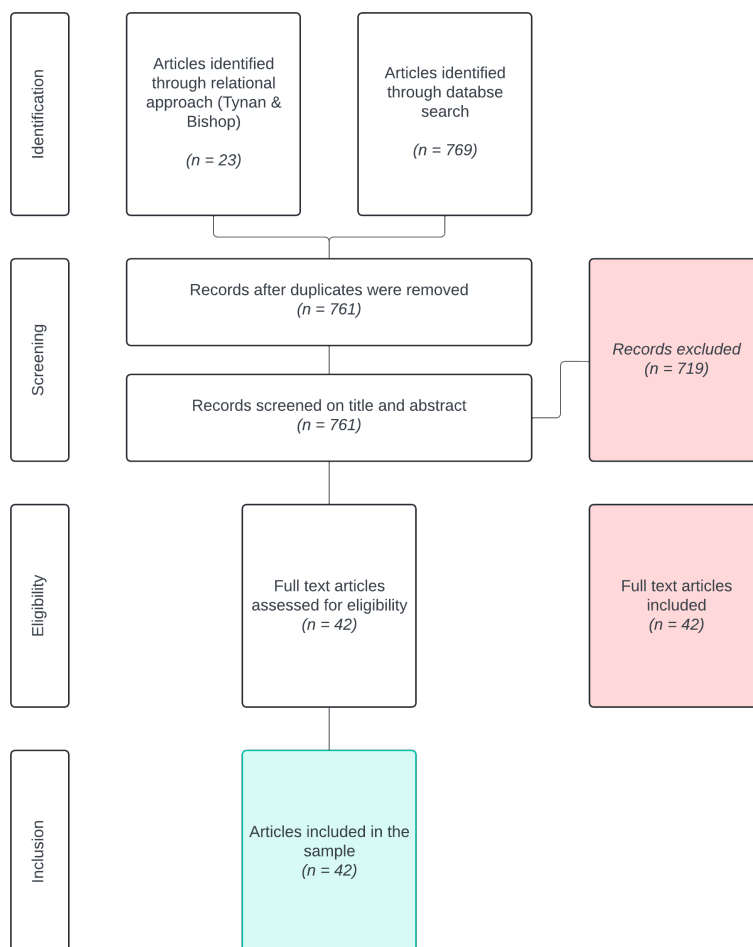 Identification
Articles identified
through relational
approach (Tynan &
Bishop)
(n = 23)
Articles identified
through databse
search
(n = 769)
Screening
Records after duplicates were removed
(n = 761)
Records screened on title and abstract
(n = 761)
Records excluded
(n = 719)
Eligibility
Full text articles
assessed for eligibility
(n = 42)
Full text articles
included
(n = 42)
Inclusion
Articles included in the
sample
(n = 42)